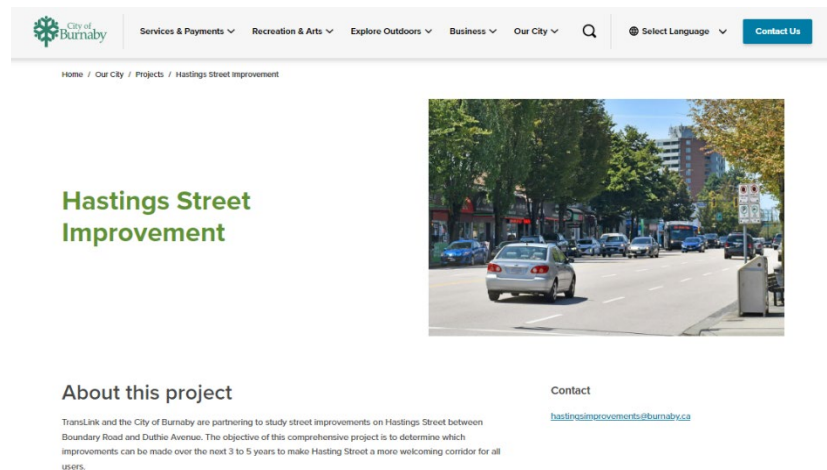 City of
Burnaby
Services & Payments
Recreation & Arts
Explore Outdoors
Business
Our City
Select Language
Contact Us
Home / Our City / Projects / Hastings Street Improvement
Hastings Street
Improvement
About this project
TransLink and the City of Burnaby are partnering to study street improvements on Hastings Street between
Boundary Road and Duthie Avenue. The objective of this comprehensive project is to determine which
improvements can be made over the next 3 to 5 years to make Hasting Street a more welcoming corridor for all
users.
Contact
hastingsimprovements@burnaby.ca